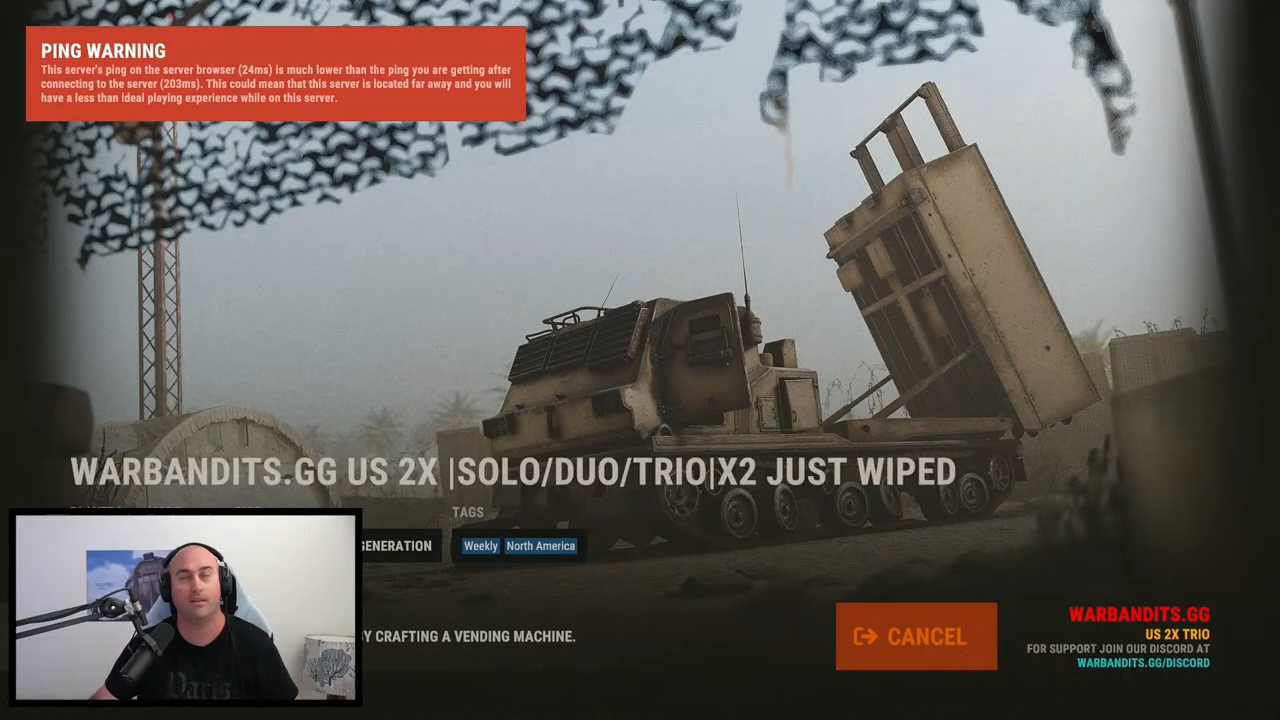 PING WARNING
This server's ping on the server browser (24ms) is much lower than the ping you are getting after
connecting to the server (203ms). This could mean that this server is located far away and you will
have a less than ideal playing experience while on this server.
WARBANDITS.GG US 2X |SOLO/DUO/TRIO|X2 JUST WIPED
TAGS
GENERATION
Weekly North America
BY CRAFTING A VENDING MACHINE.
CANCEL
WARBANDITS.GG
US 2X TRIO
FOR SUPPORT JOIN OUR DISCORD AT
WARBANDITS.GG/DISCORD
Paris